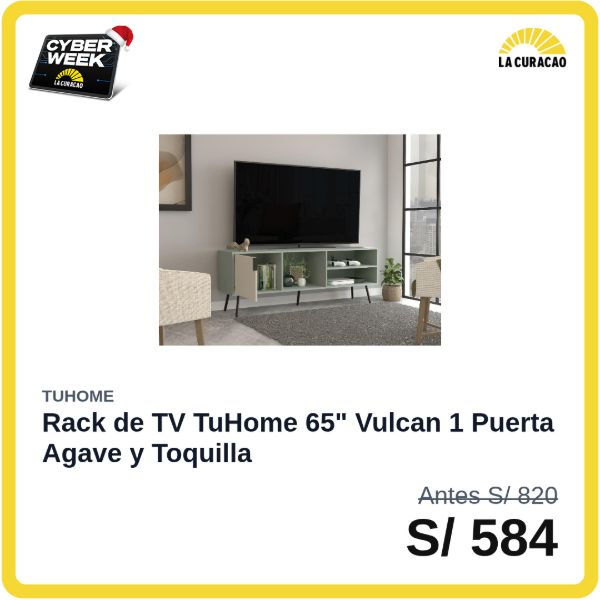 CYBER
WEEK
LA CURACAO
LA CURACAO
TUHOME
Rack de TV TuHome 65" Vulcan 1 Puerta
Agave y Toquilla
Antes S/ 820
S/ 584